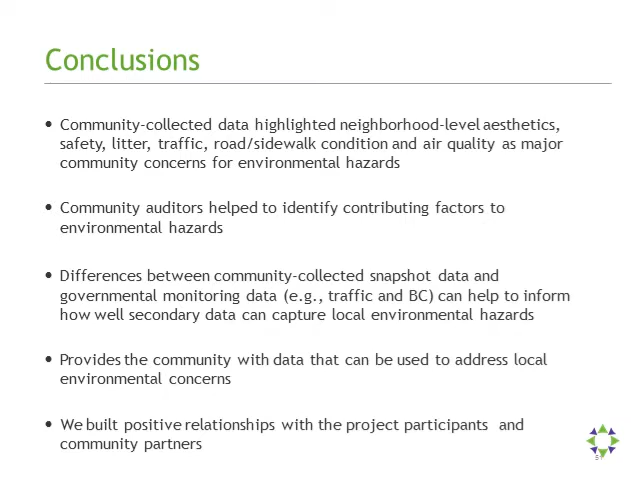 Conclusions
• Community-collected data highlighted neighborhood-level aesthetics,
safety, litter, traffic, road/sidewalk condition and air quality as major
community concerns for environmental hazards
• Community auditors helped to identify contributing factors to
environmental hazards
• Differences between community-collected snapshot data and
governmental monitoring data (e.g., traffic and BC) can help to inform
how well secondary data can capture local environmental hazards
• Provides the community with data that can be used to address local
environmental concerns
• We built positive relationships with the project participants and
community partners